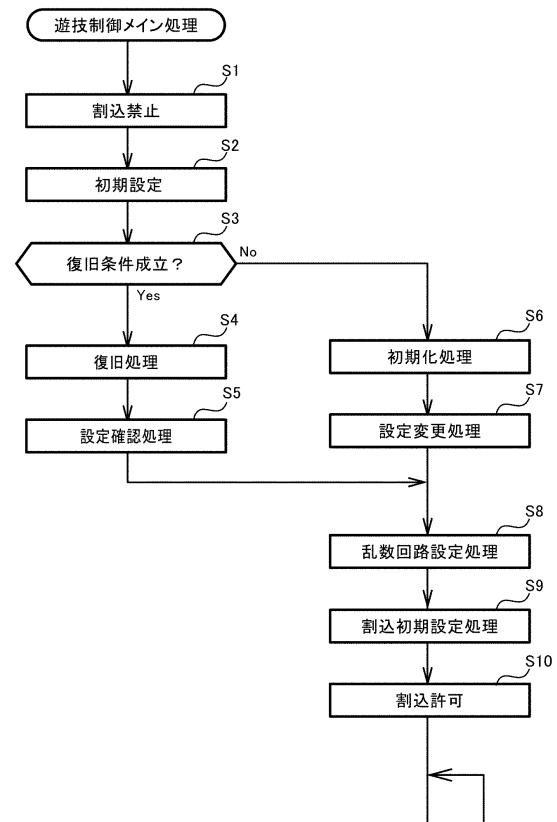 遊技制御メイン処理
S1
割込禁止
S2
初期設定
S3
復旧条件成立？
No
Yes
S4
復旧処理
S5
設定確認処理
S6
初期化処理
S7
設定変更処理
S8
乱数回路設定処理
S9
割込初期設定処理
S10
割込許可